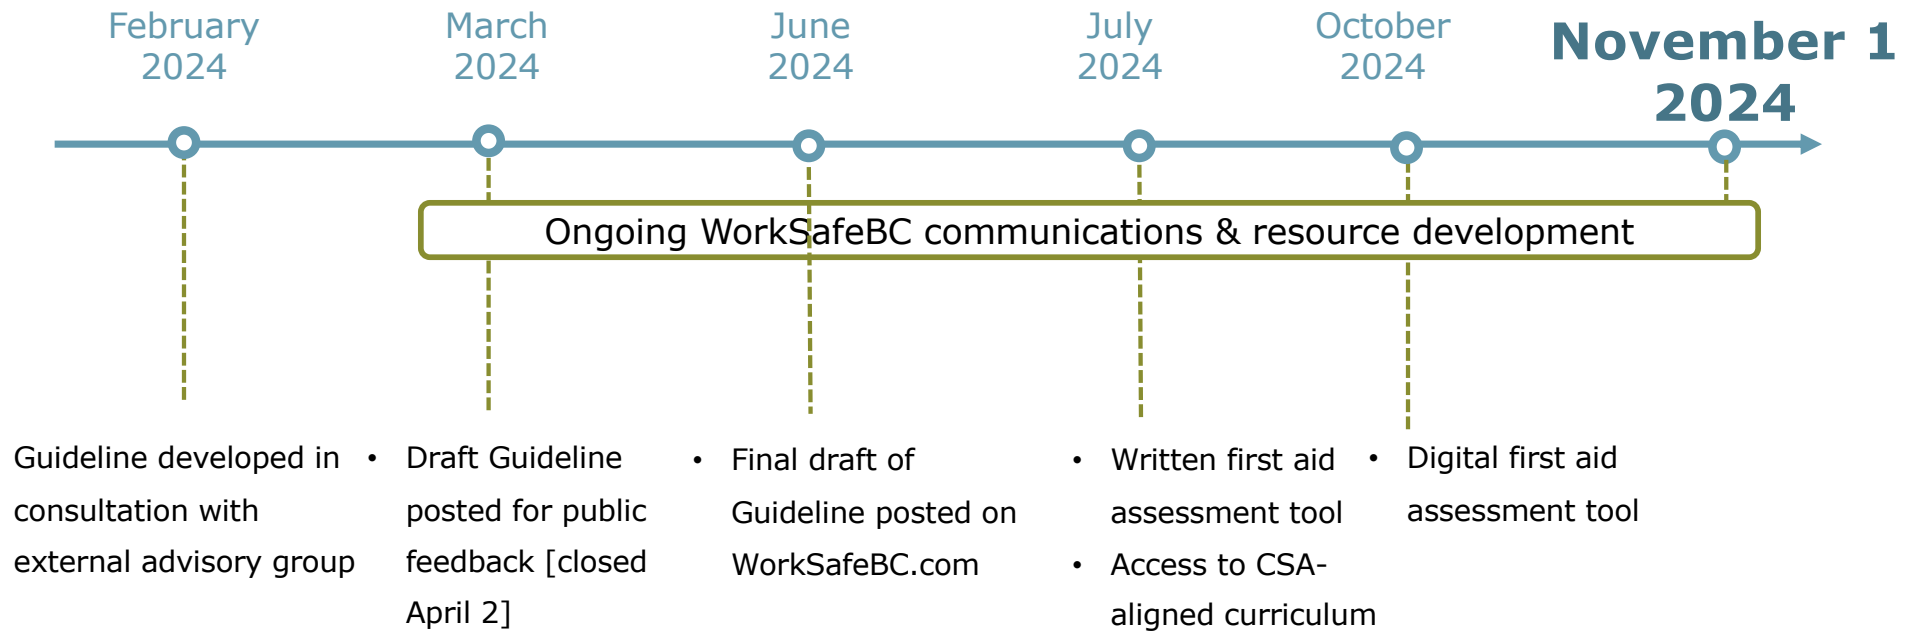 February
2024
March
2024
June
2024
July
2024
October
2024
November 1
2024
Ongoing WorkSafeBC communications & resource development
Guideline developed in
consultation with
external advisory group
• Draft Guideline
posted for public
feedback [closed
April 2]
• Final draft of
Guideline posted on
WorkSafeBC.com
• Written first aid
assessment tool
• Access to CSA-
aligned curriculum
• Digital first aid
assessment tool